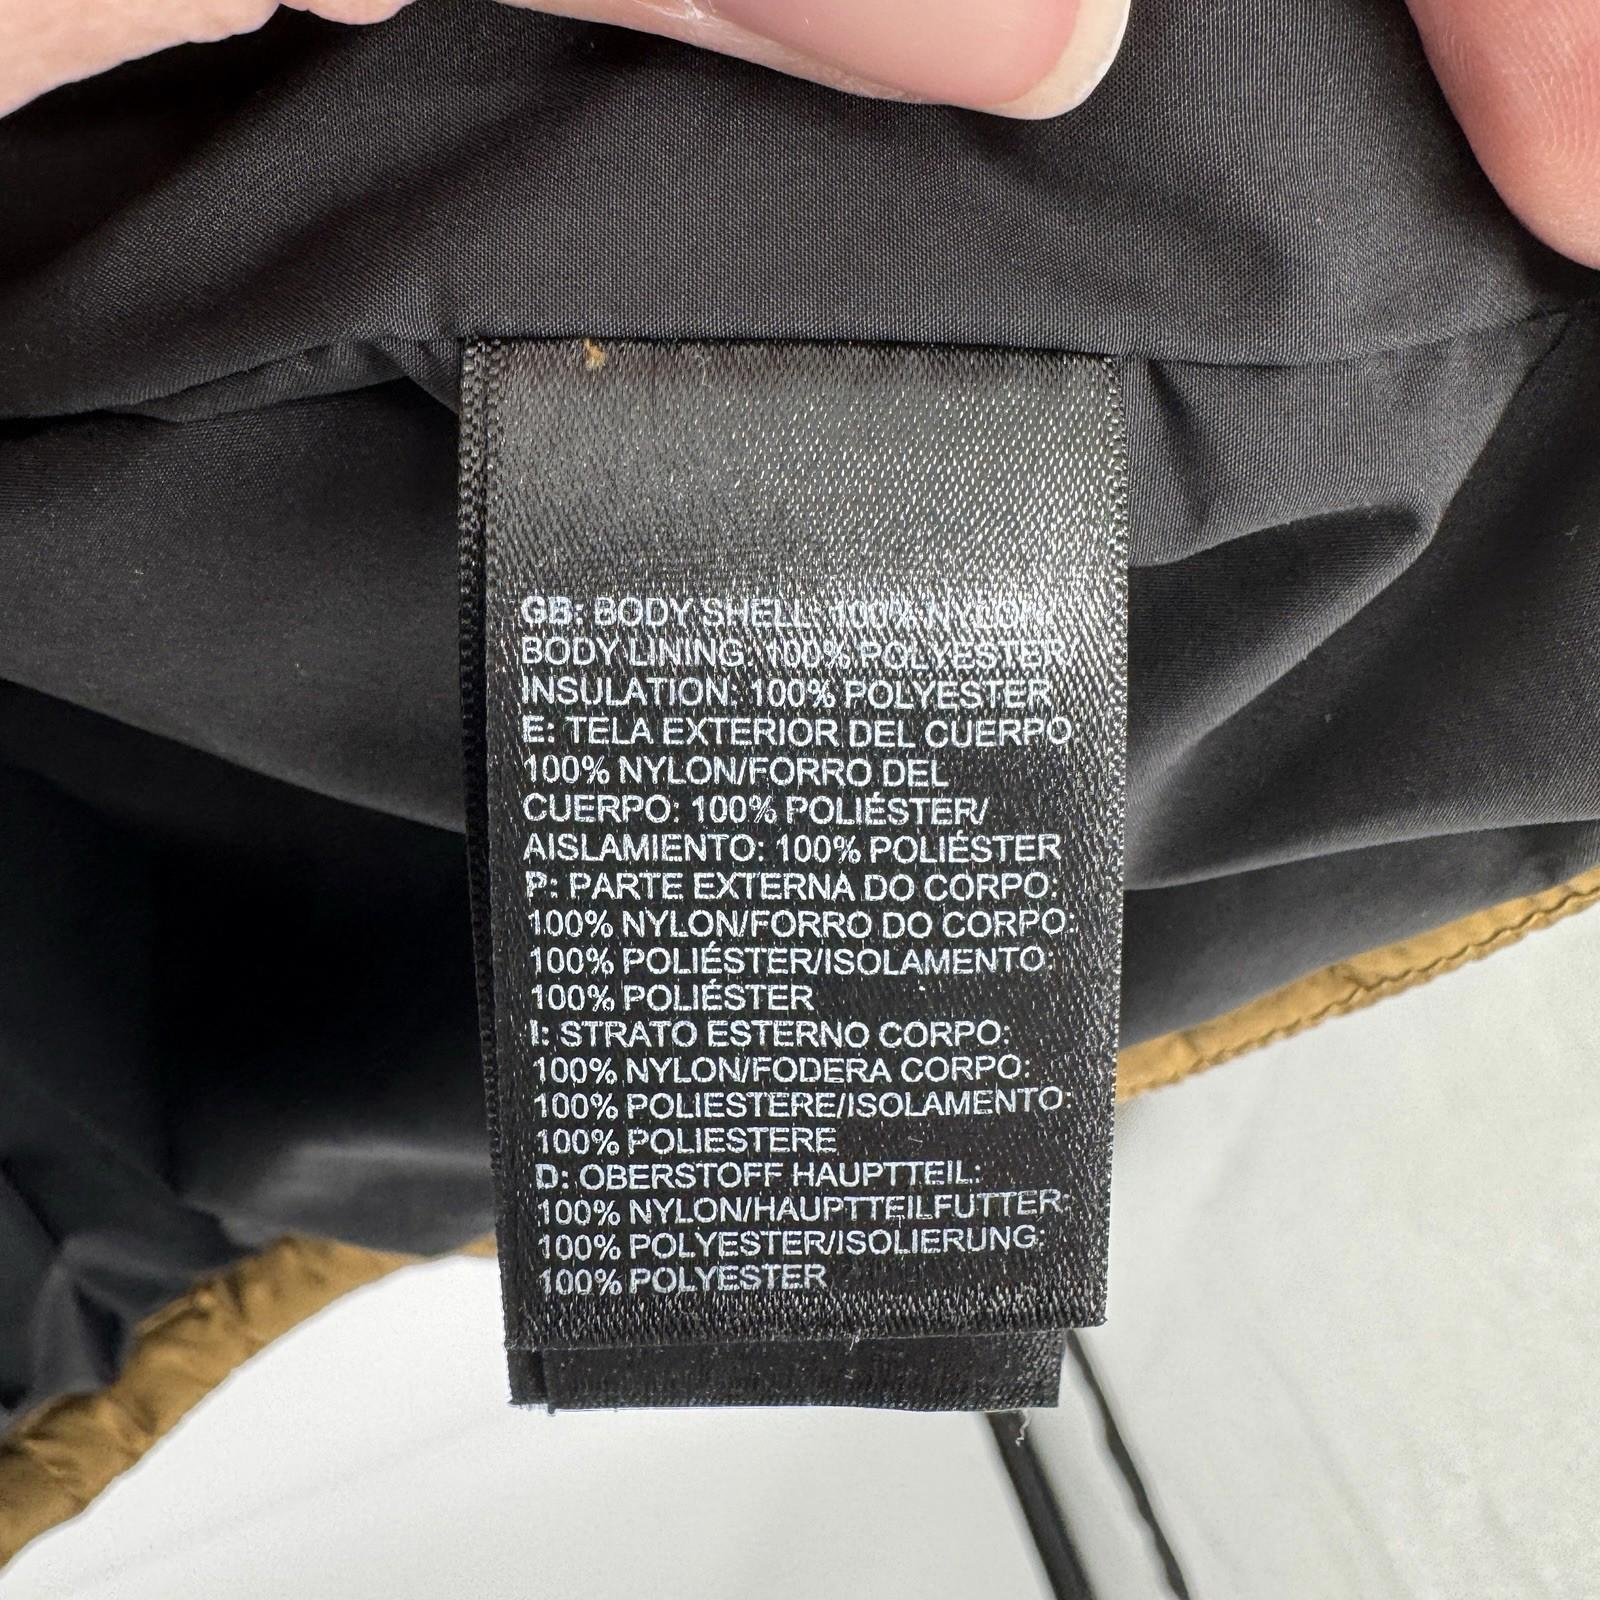 GB: BODY SHELL: 100% NYLON/
BODY LINING: 100% POLYESTER/
INSULATION: 100% POLYESTER
E: TELA EXTERIOR DEL CUERPO
100% NYLON/FORRO DEL
CUERPO: 100% POLIÉSTER/
AISLAMIENTO: 100% POLIÉSTER
P: PARTE EXTERNA DO CORPO:
100% NYLON/FORRO DO CORPO:
100% POLIÉSTER/ISOLAMENTO:
100% POLIÉSTER
I: STRATO ESTERNO CORPO:
100% NYLON/FODERA CORPO:
100% POLIESTERE/ISOLAMENTO:
100% POLIESTERE
D: OBERSTOFF HAUPTTEIL:
100% NYLON/HAUPTTEILFUTTER:
100% POLYESTER/ISOLIERUNG:
100% POLYESTER